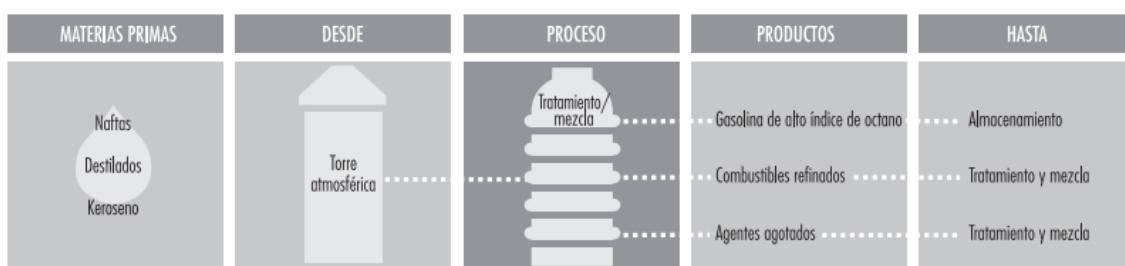 MATERIAS PRIMAS
DESDE
PROCESO
PRODUCTOS
HASTA
Naftas
Destilados
Keroseno
Torre
atmosférica
Tratamiento/
mezcla
Gasolina de alto índice de octano
Almacenamiento
Combustibles refinados
Tratamiento y mezcla
Agentes agotados
Tratamiento y mezcla